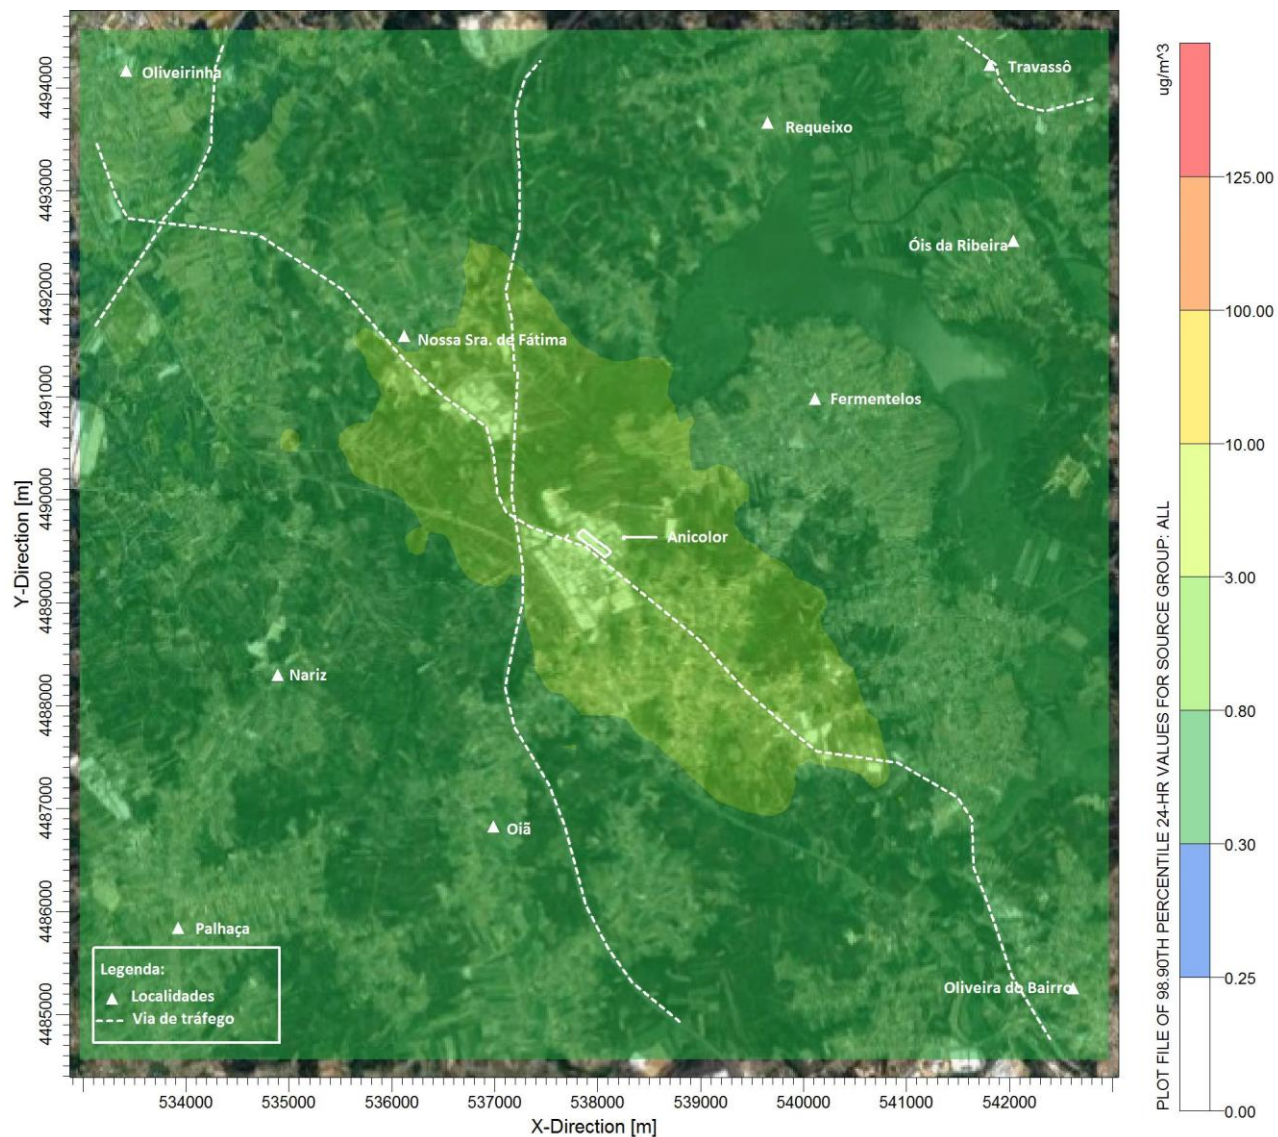 Oliveirinha
Travassô
Requeixo
Óis da Ribeira
Nossa Sra. de Fátima
Fermentelos
Anicolor
Nariz
Oiã
Palhaça
Oliveira do Bairro
Legenda:
Localidades
Via de tráfego
4494000
4493000
4492000
4491000
4490000
4489000
4488000
4487000
4486000
4485000
Y-Direction [m]
534000
535000
536000
537000
538000
539000
540000
541000
542000
X-Direction [m]
ug/m^3
125.00
100.00
10.00
3.00
0.80
0.30
0.25
0.00
PLOT FILE OF 98.90TH PERCENTILE 24-HR VALUES FOR SOURCE GROUP: ALL